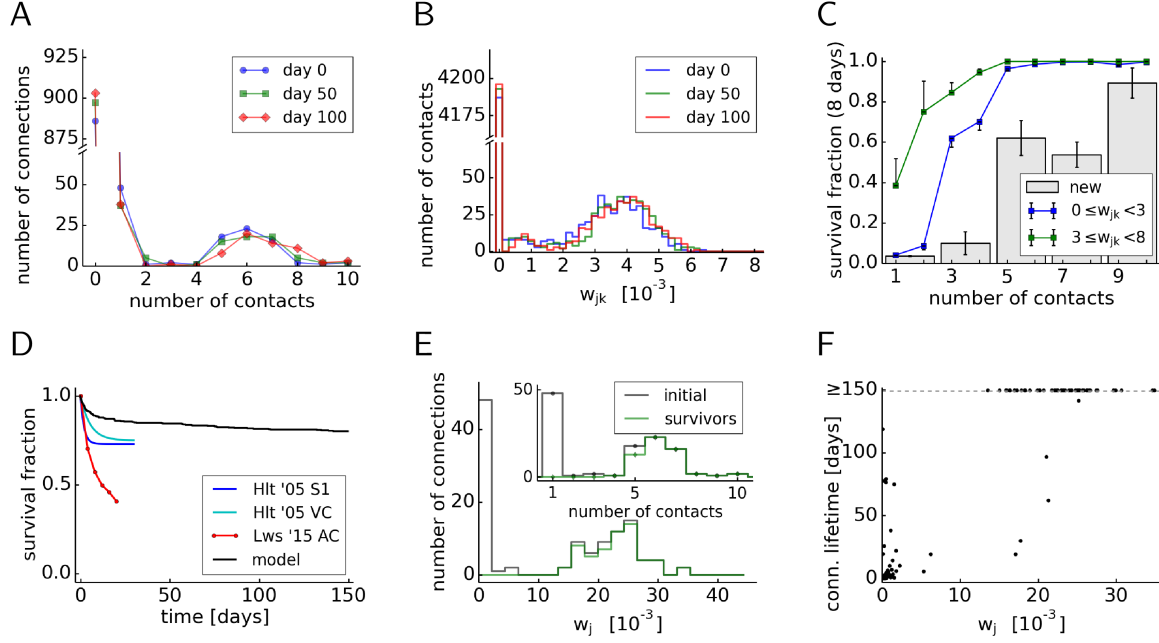 A
925
900
875
50
25
0
number of connections
day 0
day 50
day 100
0 2 4 6 8 10
number of contacts
B
4200
4175
50
25
0
number of contacts
day 0
day 50
day 100
0 1 2 3 4 5 6 7 8
w_jk [10^-3]
C
1.0
0.8
0.6
0.4
0.2
0.0
survival fraction (8 days)
new
0 ≤w_jk <3
3 ≤w_jk <8
1 3 5 7 9
number of contacts
D
1.0
0.5
0.0
survival fraction
Hlt '05 S1
Hlt '05 VC
Lws '15 AC
model
0 50 100 150
time [days]
E
40
20
0
number of connections
50
0
initial
survivors
1 5 10
number of contacts
0 10 20 30 40
w_j [10^-3]
F
≥
150
100
50
0
conn. lifetime [days]
0 10 20 30
w_j [10^-3]